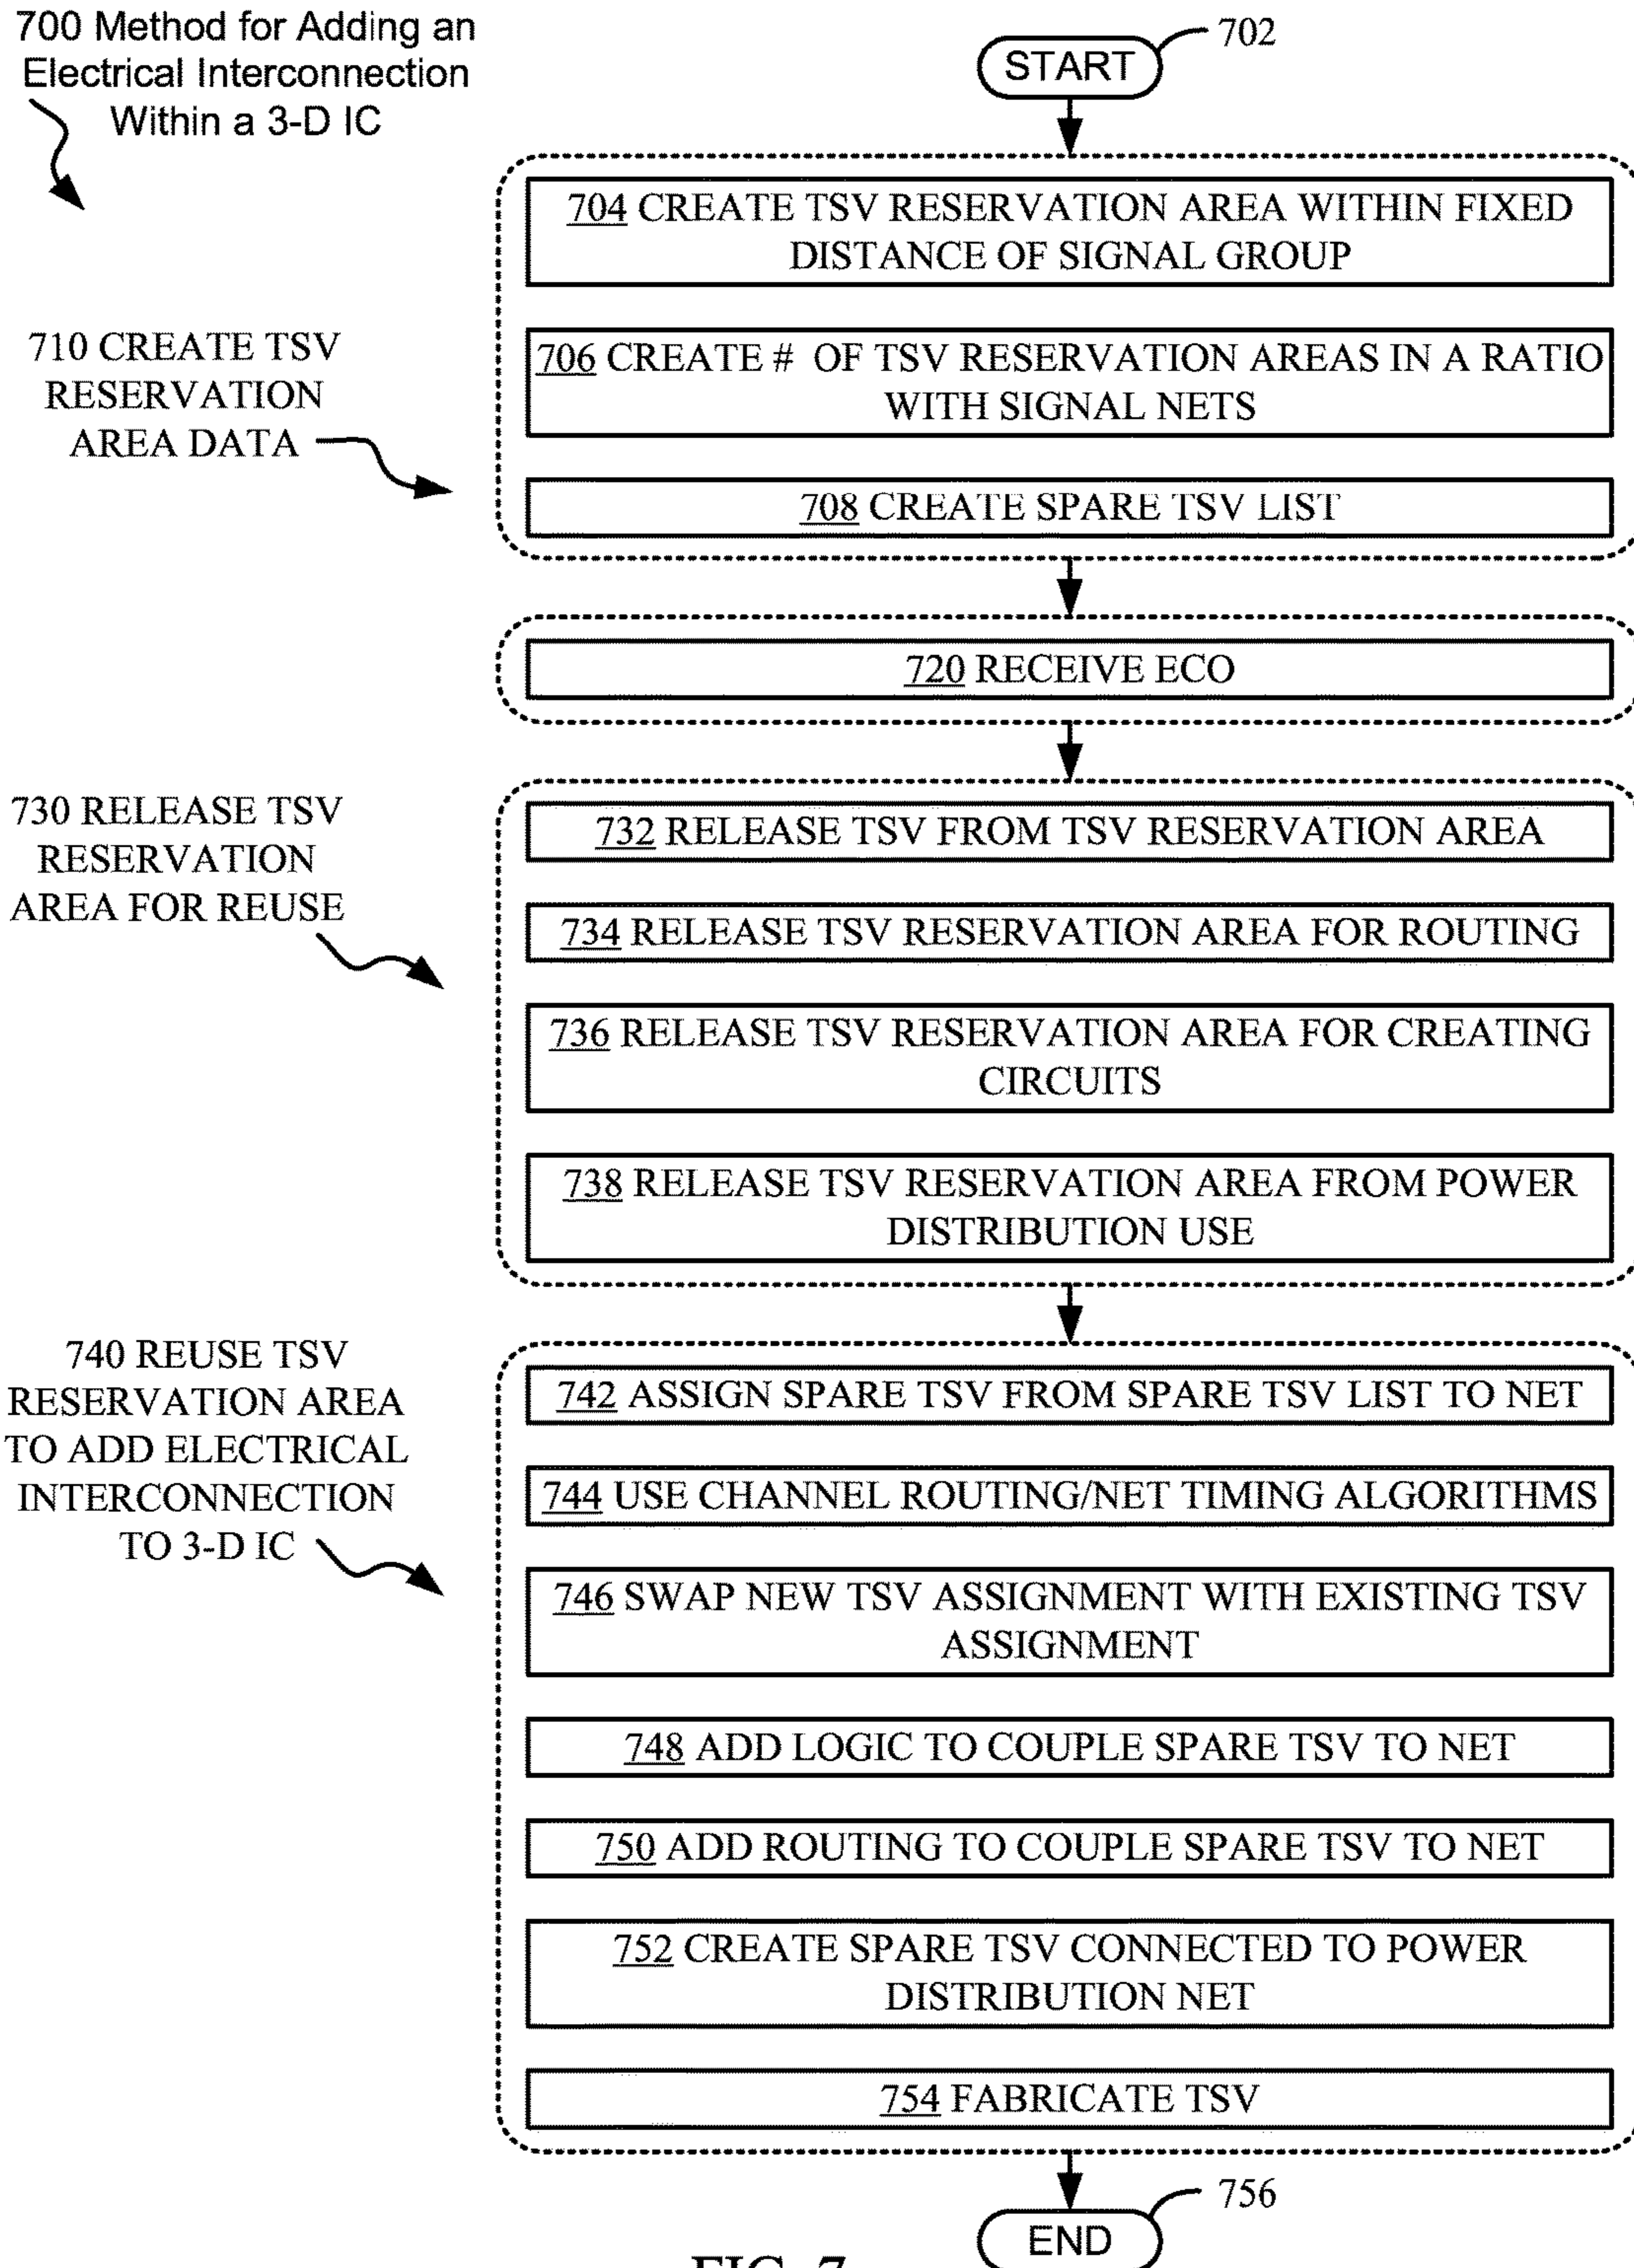 700 Method for Adding an
Electrical Interconnection
Within a 3-D IC
START
702
704 CREATE TSV RESERVATION AREA WITHIN FIXED
DISTANCE OF SIGNAL GROUP
706 CREATE # OF TSV RESERVATION AREAS IN A RATIO
WITH SIGNAL NETS
708 CREATE SPARE TSV LIST
710 CREATE TSV
RESERVATION
AREA DATA
720 RECEIVE ECO
730 RELEASE TSV
RESERVATION
AREA FOR REUSE
732 RELEASE TSV FROM TSV RESERVATION AREA
734 RELEASE TSV RESERVATION AREA FOR ROUTING
736 RELEASE TSV RESERVATION AREA FOR CREATING
CIRCUITS
738 RELEASE TSV RESERVATION AREA FROM POWER
DISTRIBUTION USE
740 REUSE TSV
RESERVATION AREA
TO ADD ELECTRICAL
INTERCONNECTION
TO 3-D IC
742 ASSIGN SPARE TSV FROM SPARE TSV LIST TO NET
744 USE CHANNEL ROUTING/NET TIMING ALGORITHMS
746 SWAP NEW TSV ASSIGNMENT WITH EXISTING TSV
ASSIGNMENT
748 ADD LOGIC TO COUPLE SPARE TSV TO NET
750 ADD ROUTING TO COUPLE SPARE TSV TO NET
752 CREATE SPARE TSV CONNECTED TO POWER
DISTRIBUTION NET
754 FABRICATE TSV
756
END
FIG. 7